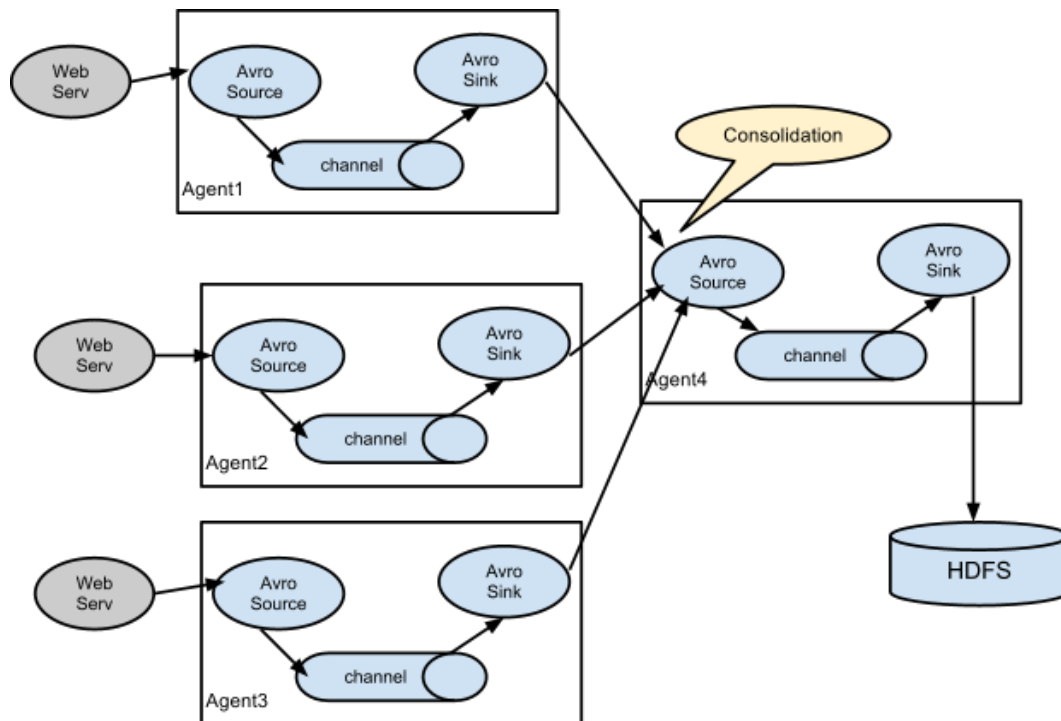 Web
Serv
Avro
Source
Avro
Sink
channel
Agent1
Consolidation
Web
Serv
Avro
Source
Avro
Sink
channel
Agent2
Avro
Source
Avro
Sink
channel
Agent4
Web
Serv
Avro
Source
Avro
Sink
channel
Agent3
HDFS